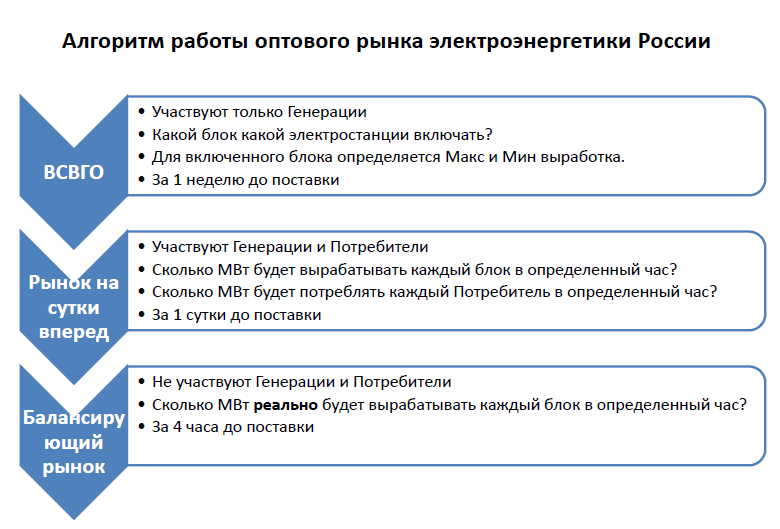 Алгоритм работы оптового рынка электроэнергетики России
ВСВГО
• Участвуют только Генерации
• Какой блок какой электростанции включать?
• Для включенного блока определяется Макс и Мин выработка.
• За 1 неделю до поставки
Рынок на
сутки
вперед
• Участвуют Генерации и Потребители
• Сколько МВт будет вырабатывать каждый блок в определенный час?
• Сколько МВт будет потреблять каждый Потребитель в определенный час?
• За 1 сутки до поставки
Балансиру
ющий
рынок
• Не участвуют Генерации и Потребители
• Сколько МВт реально будет вырабатывать каждый блок в определенный час?
• За 4 часа до поставки